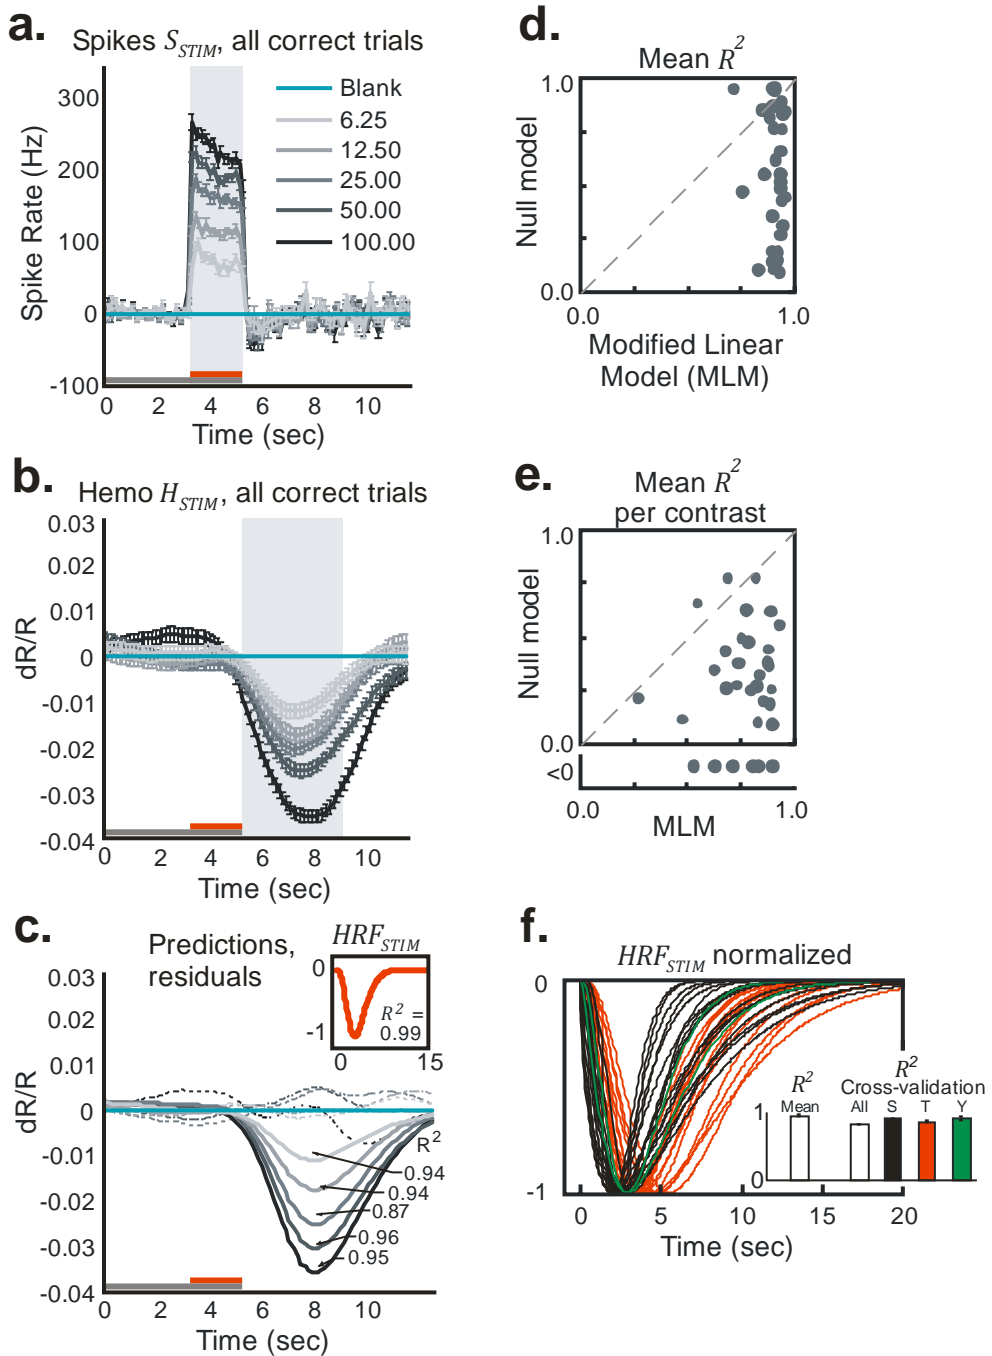 a.
Spikes S_STIM, all correct trials
300
200
100
0
-100
Spike Rate (Hz)
Blank
6.25
12.50
25.00
50.00
100.00
0 2 4 6 8 10
Time (sec)
b.
Hemo H_STIM, all correct trials
0.03
0.02
0.01
0
-0.01
-0.02
-0.03
-0.04
dR/R
0 2 4 6 8 10
Time (sec)
c.
Predictions,
residuals
HRF_STIM
0
-1
R² =
0.99
0 15
0.03
0.02
0.01
0
-0.01
-0.02
-0.03
-0.04
dR/R
R²
0.94
0.94
0.87
0.96
0.95
0 2 4 6 8 10
Time (sec)
d.
Mean R²
1.0
Null model
0.0
0.0 1.0
Modified Linear
Model (MLM)
e.
Mean R²
per contrast
1.0
Null model
0.0
<0
0.0 1.0
MLM
f.
HRF_STIM normalized
0
-1
R²
Mean
R²
Cross-validation
All S T Y
1
0
0 5 10 15 20
Time (sec)